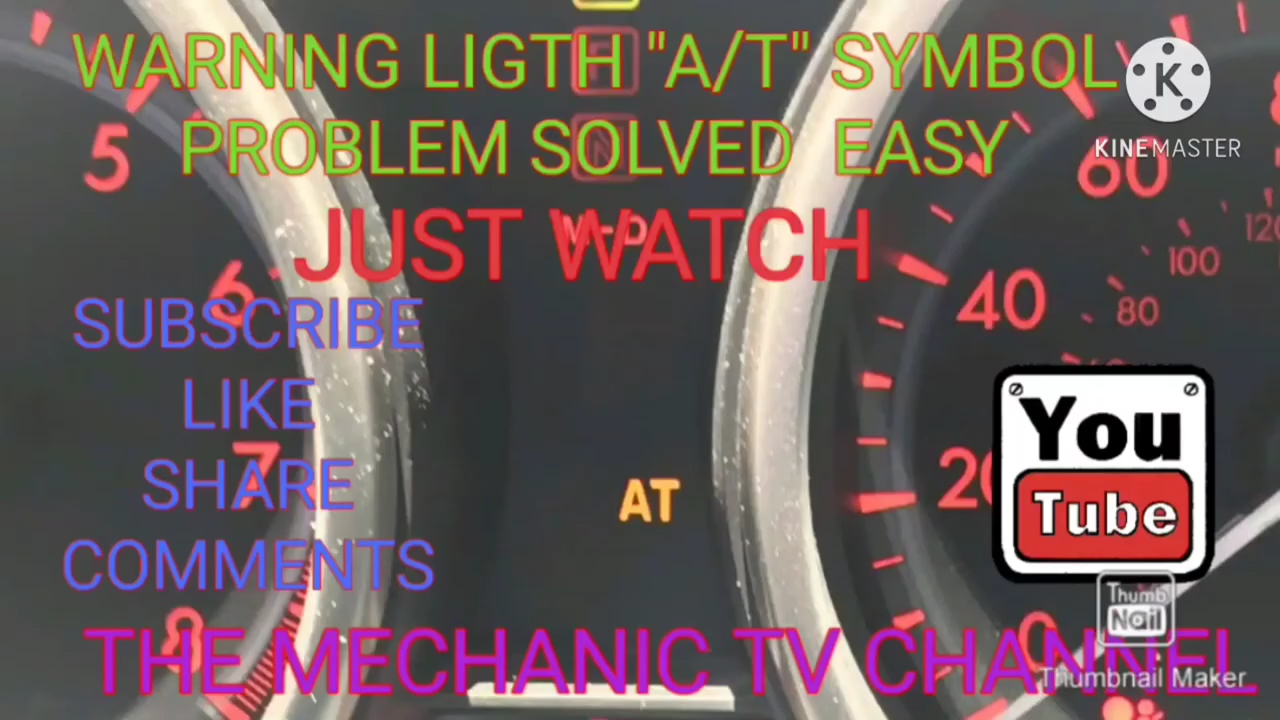 WARNING LIGTH "A/T" SYMBOL
PROBLEM SOLVED EASY
JUST WATCH
SUBSCRIBE
LIKE
SHARE
COMMENTS
THE MECHANIC TV CHANNEL
K
KINEMASTER
You
Tube
Thumb
Nail
Thumbnail Maker
AT
N
M-D
5
6
7
8
60
40
20
0
120
100
80